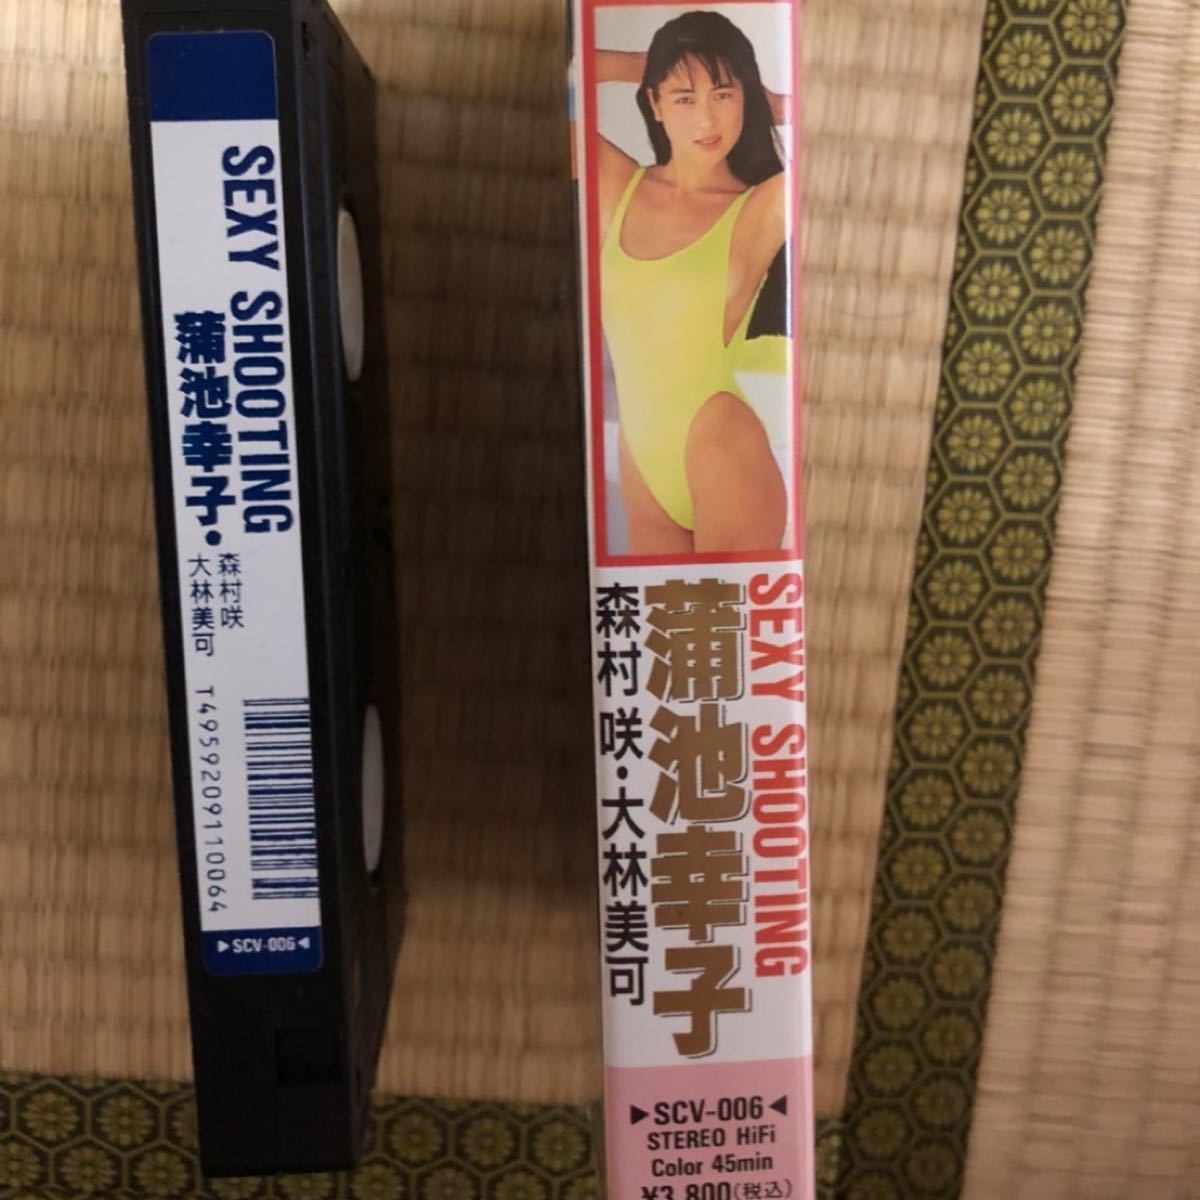 SEXY SHOOTING
蒲池幸子・
森村咲
大林美可
T4959209110064
▶SCV-006◀
SEXY SHOOTING
蒲池幸子
森村 咲・大林美可
▶SCV-006◀
STEREO HiFi
Color 45min
¥3,800(税込)